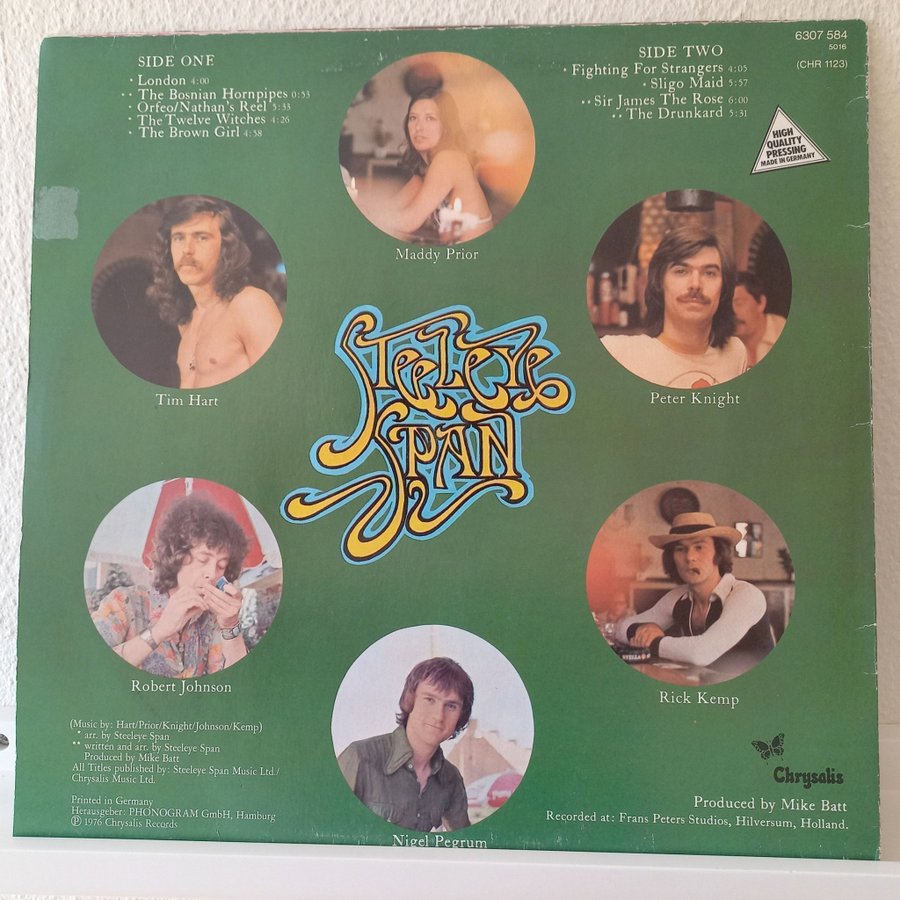 SIDE ONE
· London 4:00
·· The Bosnian Hornpipes 0:53
· Orfeo/Nathan's Reel 5:33
· The Twelve Witches 4:26
· The Brown Girl 4:38
SIDE TWO
· Fighting For Strangers 4:05
· Sligo Maid 5:57
·· Sir James The Rose 6:00
·· The Drunkard 5:31
6307 584
5016
(CHR 1123)
HIGH
QUALITY
PRESSING
MADE IN GERMANY
Maddy Prior
Tim Hart
Peter Knight
STEELEYE
SPAN
Robert Johnson
Rick Kemp
Nigel Pegrum
(Music by: Hart/Prior/Knight/Johnson/Kemp)
* arr. by Steeleye Span
** written and arr. by Steeleye Span
Produced by Mike Batt
All Titles published by: Steeleye Span Music Ltd./
Chrysalis Music Ltd.
Printed in Germany
Herausgeber: PHONOGRAM GmbH, Hamburg
℗ 1976 Chrysalis Records
Chrysalis
Produced by Mike Batt
Recorded at: Frans Peters Studios, Hilversum, Holland.